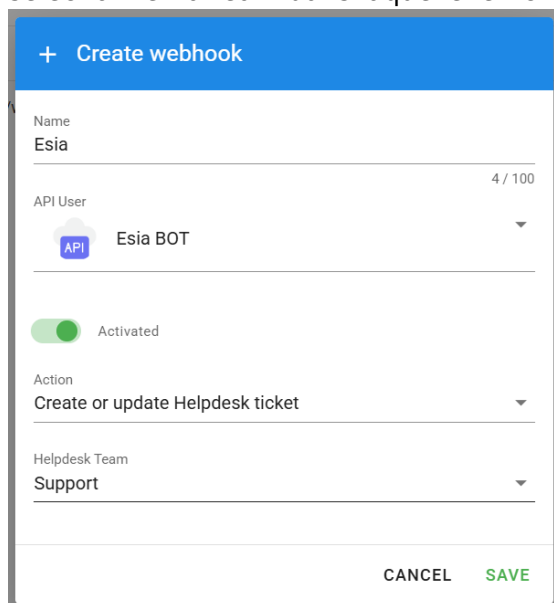 + Create webhook
Name
Esia
4 / 100
API User
API
Esia BOT
Activated
Action
Create or update Helpdesk ticket
Helpdesk Team
Support
CANCEL SAVE